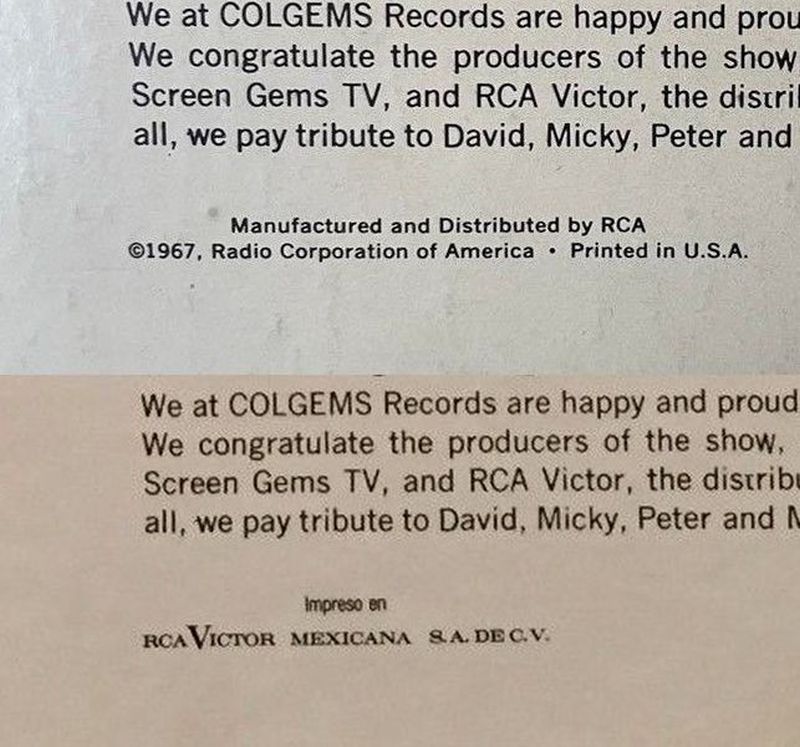 We at COLGEMS Records are happy and prou
We congratulate the producers of the show
Screen Gems TV, and RCA Victor, the distri
all, we pay tribute to David, Micky, Peter and
Manufactured and Distributed by RCA
©1967, Radio Corporation of America • Printed in U.S.A.
We at COLGEMS Records are happy and proud
We congratulate the producers of the show,
Screen Gems TV, and RCA Victor, the distribu
all, we pay tribute to David, Micky, Peter and M
Impreso en
RCA VICTOR MEXICANA S.A. DE C.V.